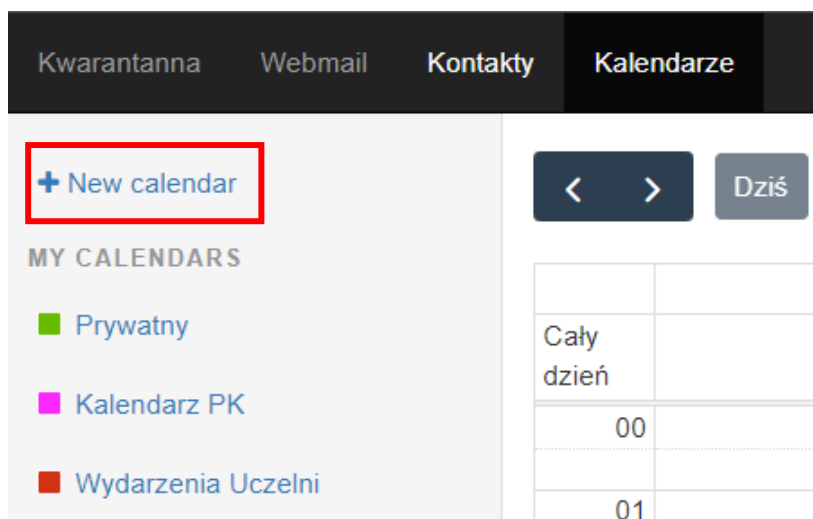 Kwarantanna Webmail Kontakty Kalendarze
+ New calendar
MY CALENDARS
Prywatny
Kalendarz PK
Wydarzenia Uczelni
< > Dziś
Cały
dzień
00
01